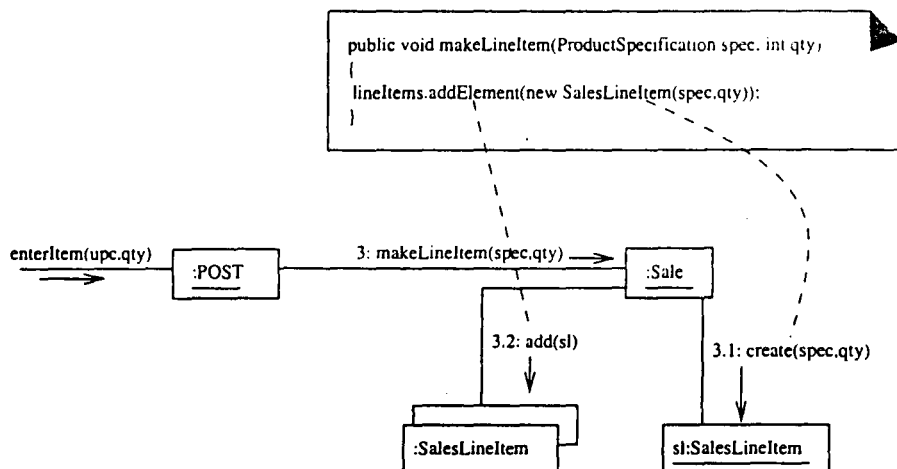 public void makeLineItem(ProductSpecification spec, int qty)
{
lineItems.addElement(new SalesLineItem(spec,qty));
}
enterItem(upc,qty)
:POST
3: makeLineItem(spec,qty)
:Sale
3.2: add(sl)
3.1: create(spec,qty)
:SalesLineItem
sl:SalesLineItem